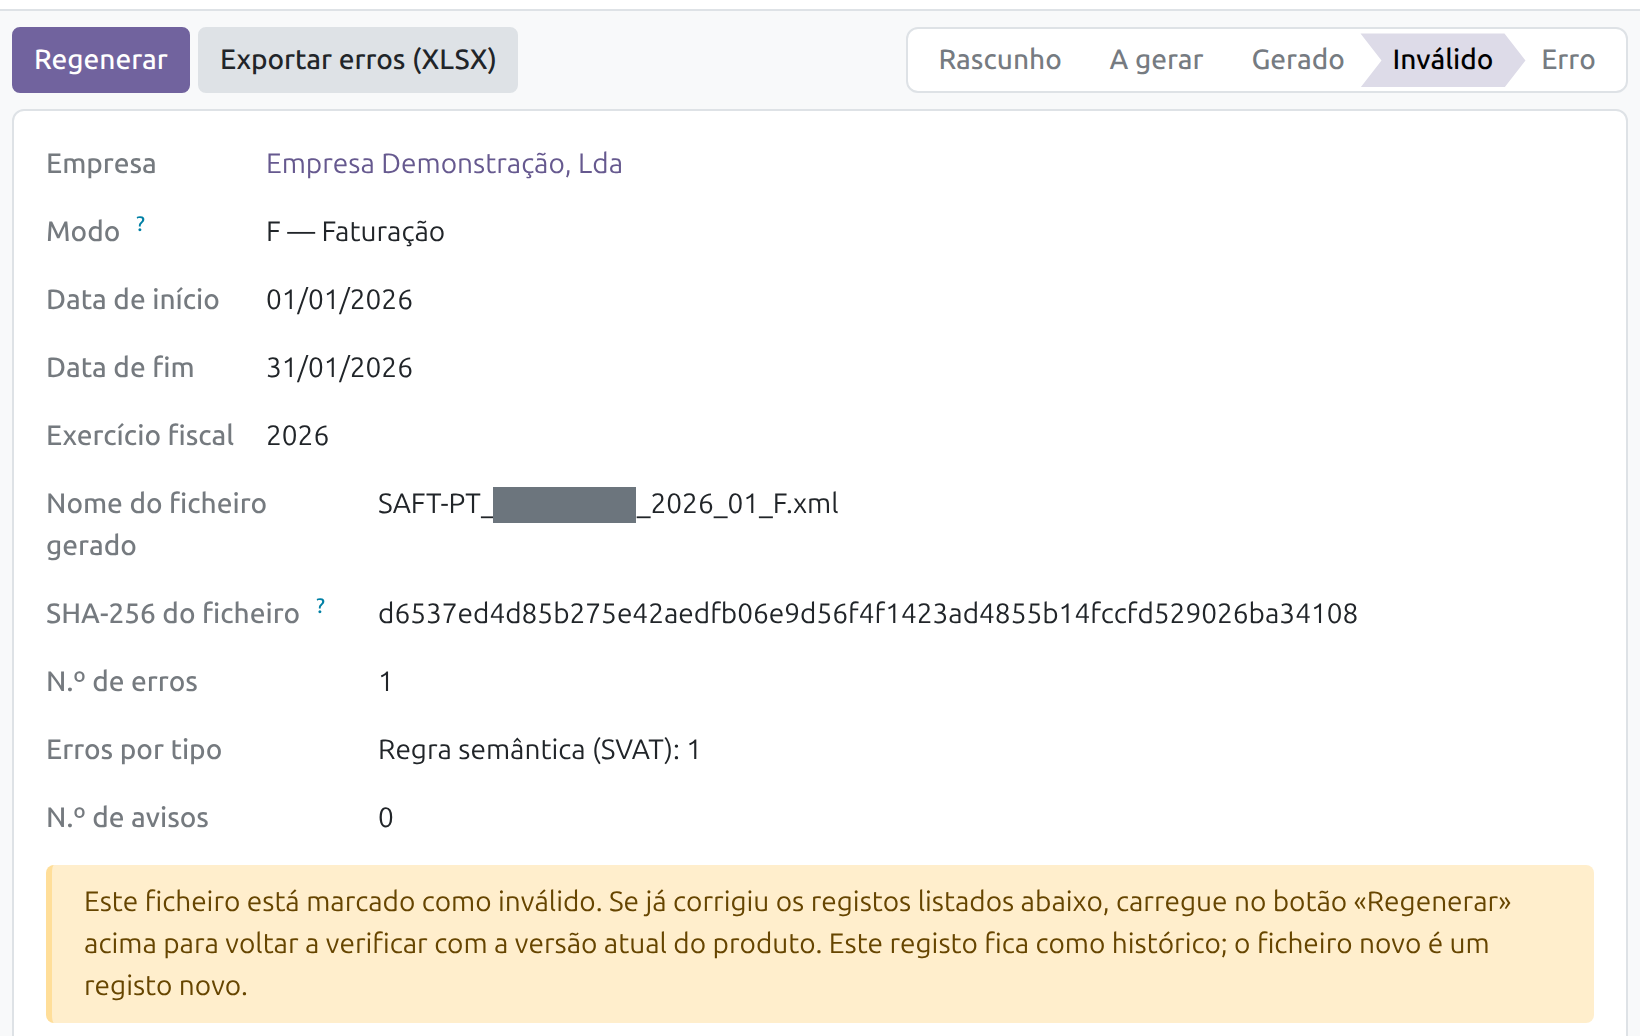 Regenerar
Exportar erros (XLSX)
Rascunho
A gerar
Gerado
Inválido
Erro
Empresa
Empresa Demonstração, Lda
Modo ?
F — Faturação
Data de início
01/01/2026
Data de fim
31/01/2026
Exercício fiscal
2026
Nome do ficheiro
gerado
SAFT-PT_ _2026_01_F.xml
SHA-256 do ficheiro ?
d6537ed4d85b275e42aedfb06e9d56f4f1423ad4855b14fccfd529026ba34108
N.º de erros
1
Erros por tipo
Regra semântica (SVAT): 1
N.º de avisos
0
Este ficheiro está marcado como inválido. Se já corrigiu os registos listados abaixo, carregue no botão «Regenerar»
acima para voltar a verificar com a versão atual do produto. Este registo fica como histórico; o ficheiro novo é um
registo novo.